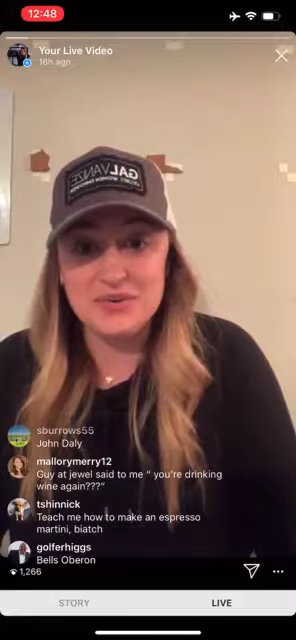 12:48
Your Live Video
16h ago
GALVANIZE
sburrows55
John Daly
mallorymerry12
Guy at jewel said to me “ you’re drinking
wine again???“
tshinnick
Teach me how to make an espresso
martini, biatch
golferhiggs
Bells Oberon
1,266
STORY
LIVE